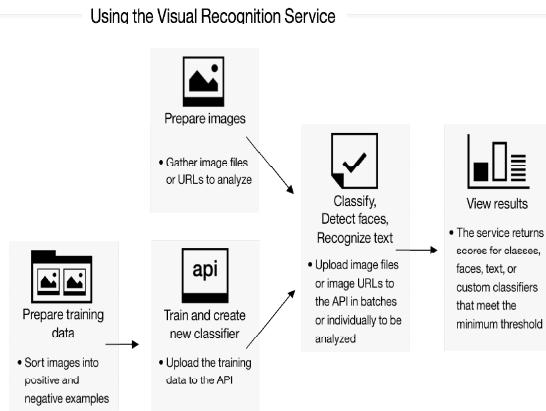 Using the Visual Recognition Service
Prepare images
• Gather image files
or URLs to analyze
Prepare training
data
• Sort images into
positive and
negative examples
api
Train and create
new classifier
• Upload the training
data to the API
Classify,
Detect faces,
Recognize text
• Upload image files
or image URLs to
the API in batches
or individually to be
analyzed
View results
• The service returns
scores for classes,
faces, text, or
custom classifiers
that meet the
minimum threshold